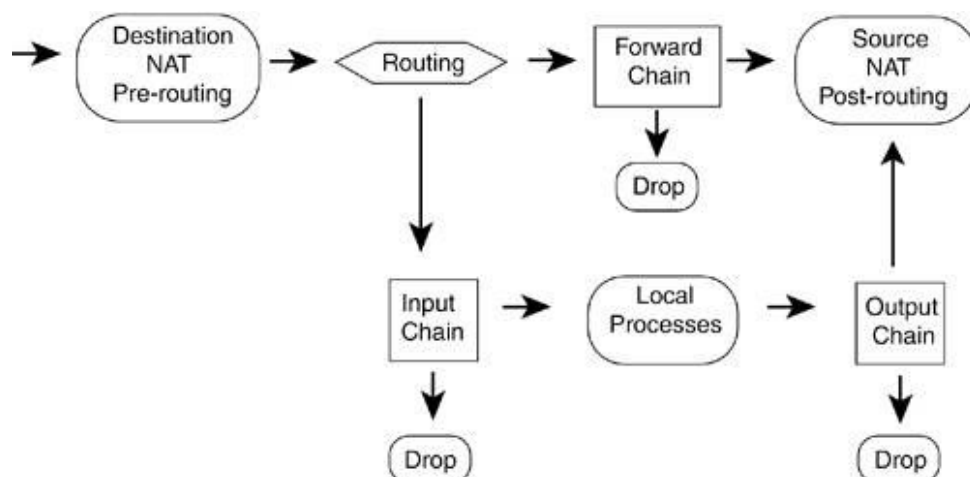 Destination
NAT
Pre-routing
Routing
Forward
Chain
Source
NAT
Post-routing
Drop
Input
Chain
Local
Processes
Output
Chain
Drop
Drop